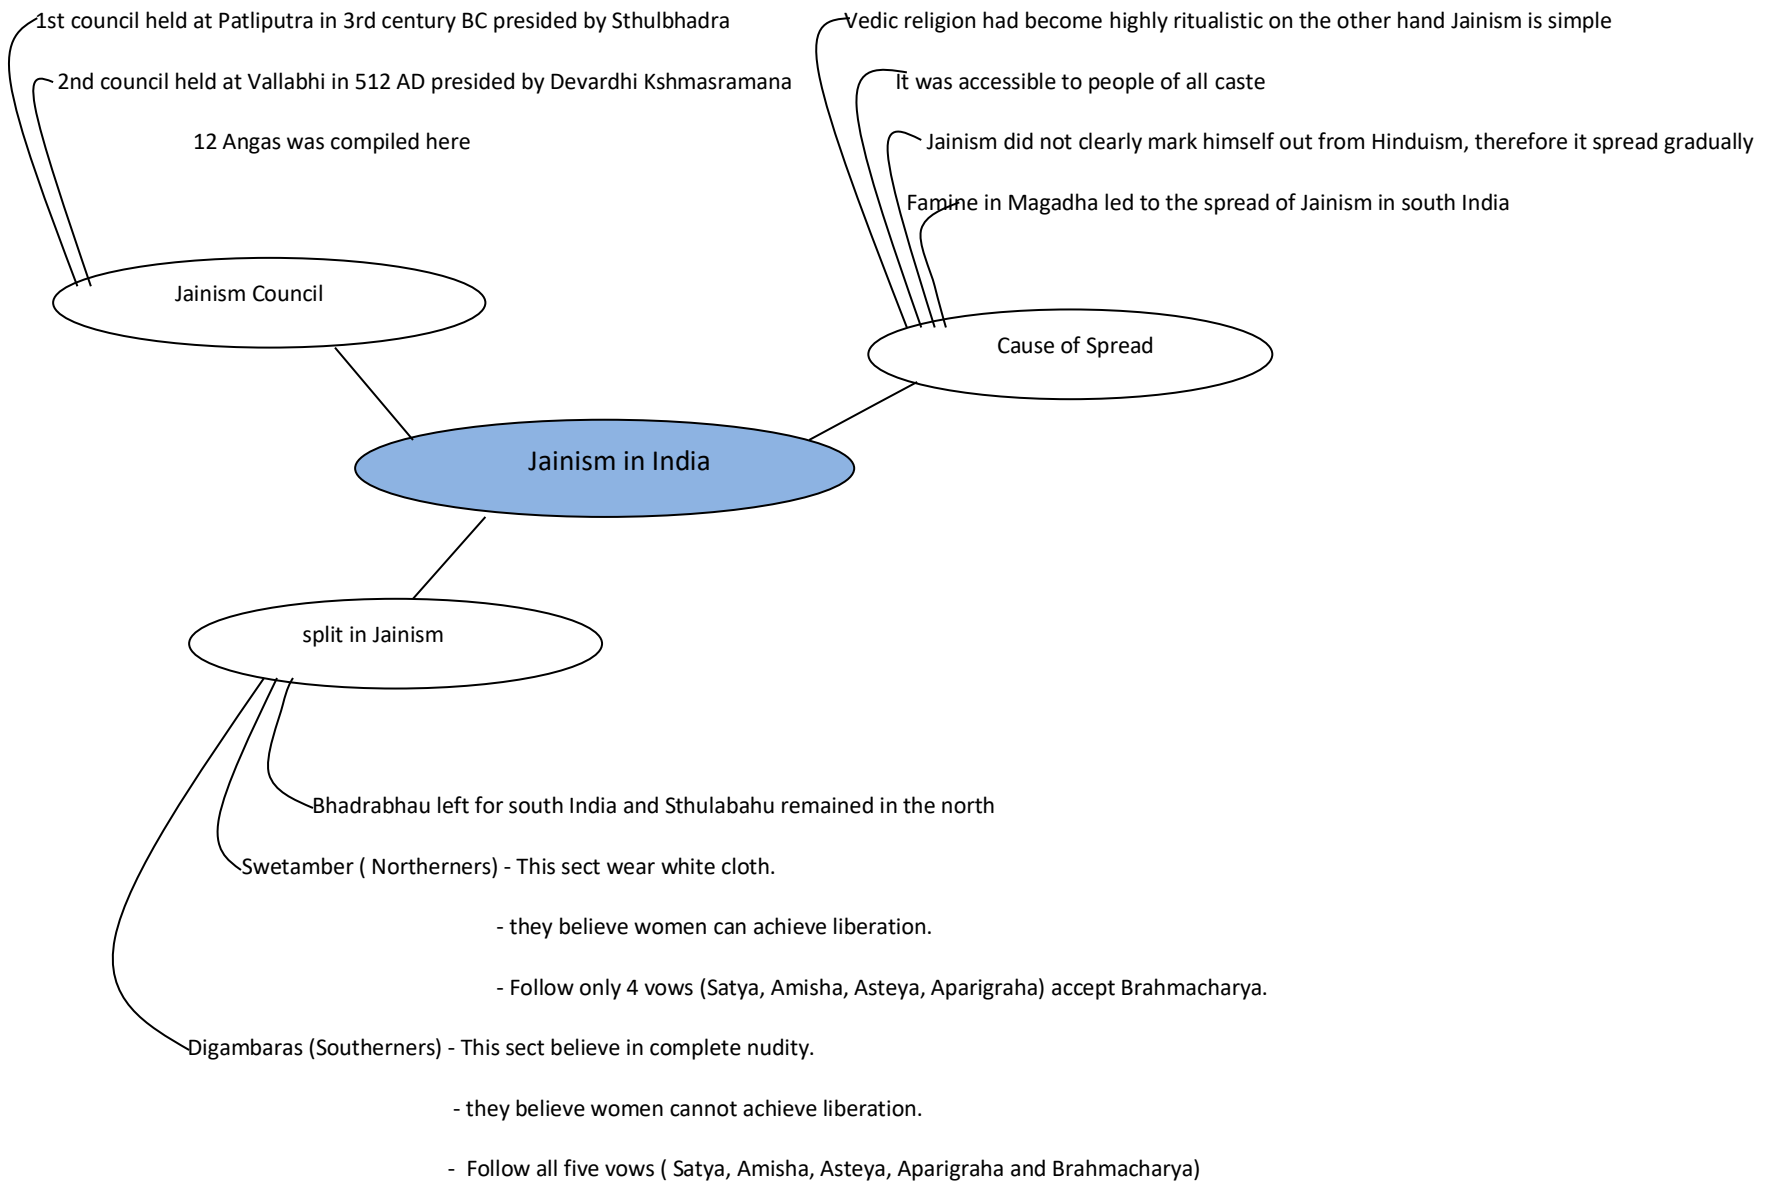 1st council held at Patliputra in 3rd century BC presided by Sthulbhadra
2nd council held at Vallabhi in 512 AD presided by Devardhi Kshmasramana
12 Angas was compiled here
Jainism Council
Vedic religion had become highly ritualistic on the other hand Jainism is simple
It was accessible to people of all caste
Jainism did not clearly mark himself out from Hinduism, therefore it spread gradually
Famine in Magadha led to the spread of Jainism in south India
Cause of Spread
Jainism in India
split in Jainism
Bhadrabhau left for south India and Sthulabahu remained in the north
Swetamber ( Northerners) - This sect wear white cloth.
- they believe women can achieve liberation.
- Follow only 4 vows (Satya, Amisha, Asteya, Aparigraha) accept Brahmacharya.
Digambaras (Southerners) - This sect believe in complete nudity.
- they believe women cannot achieve liberation.
- Follow all five vows ( Satya, Amisha, Asteya, Aparigraha and Brahmacharya)